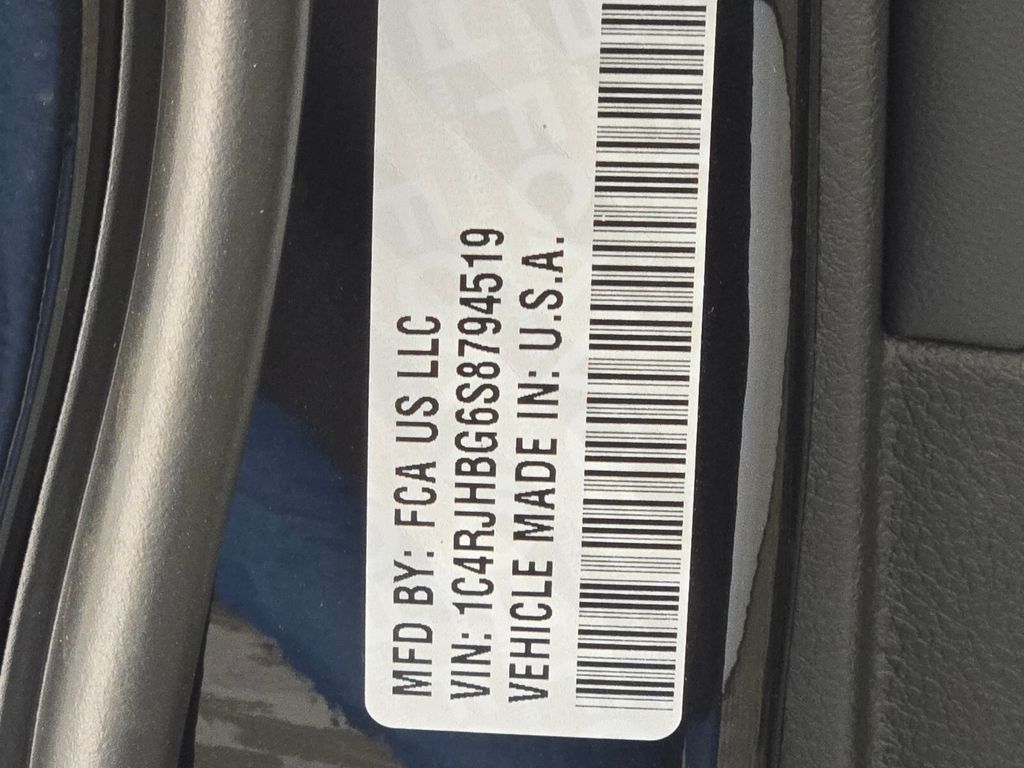 MFD BY: FCA US LLC
VIN: 1C4RJHBG6S8794519
VEHICLE MADE IN: U.S.A.